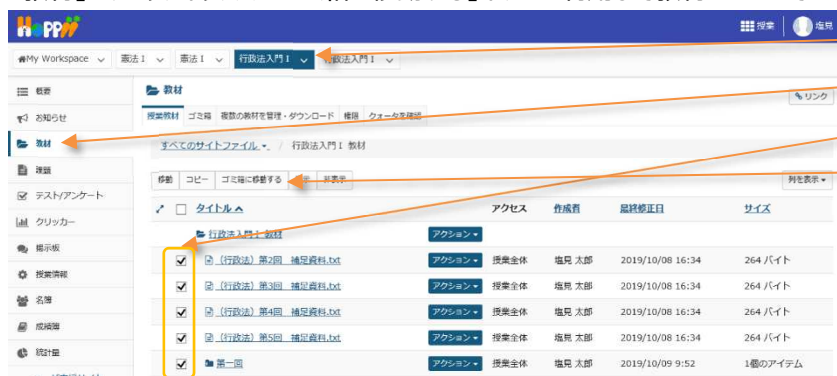 HoPPii
授業
塩見
My Workspace
憲法Ⅰ
憲法Ⅰ
行政法入門Ⅰ
行政法入門Ⅰ
概要
お知らせ
教材
課題
テスト/アンケート
クリッカー
掲示板
授業情報
名簿
成績簿
統計量
教材
リンク
授業教材 ゴミ箱 複数の教材を管理・ダウンロード 権限 クォータを確認
すべてのサイトファイル / 行政法入門Ⅰ 教材
移動 コピー ゴミ箱に移動する 非表示
列を表示
タイトル アクセス 作成者 最終修正日 サイズ
行政法入門Ⅰ 教材 アクション
(行政法)第2回 補足資料.txt アクション 授業全体 塩見 太郎 2019/10/08 16:34 264 バイト
(行政法)第3回 補足資料.txt アクション 授業全体 塩見 太郎 2019/10/08 16:34 264 バイト
(行政法)第4回 補足資料.txt アクション 授業全体 塩見 太郎 2019/10/08 16:34 264 バイト
(行政法)第5回 補足資料.txt アクション 授業全体 塩見 太郎 2019/10/08 16:34 264 バイト
第一回 アクション 授業全体 塩見 太郎 2019/10/09 9:52 1個のアイテム